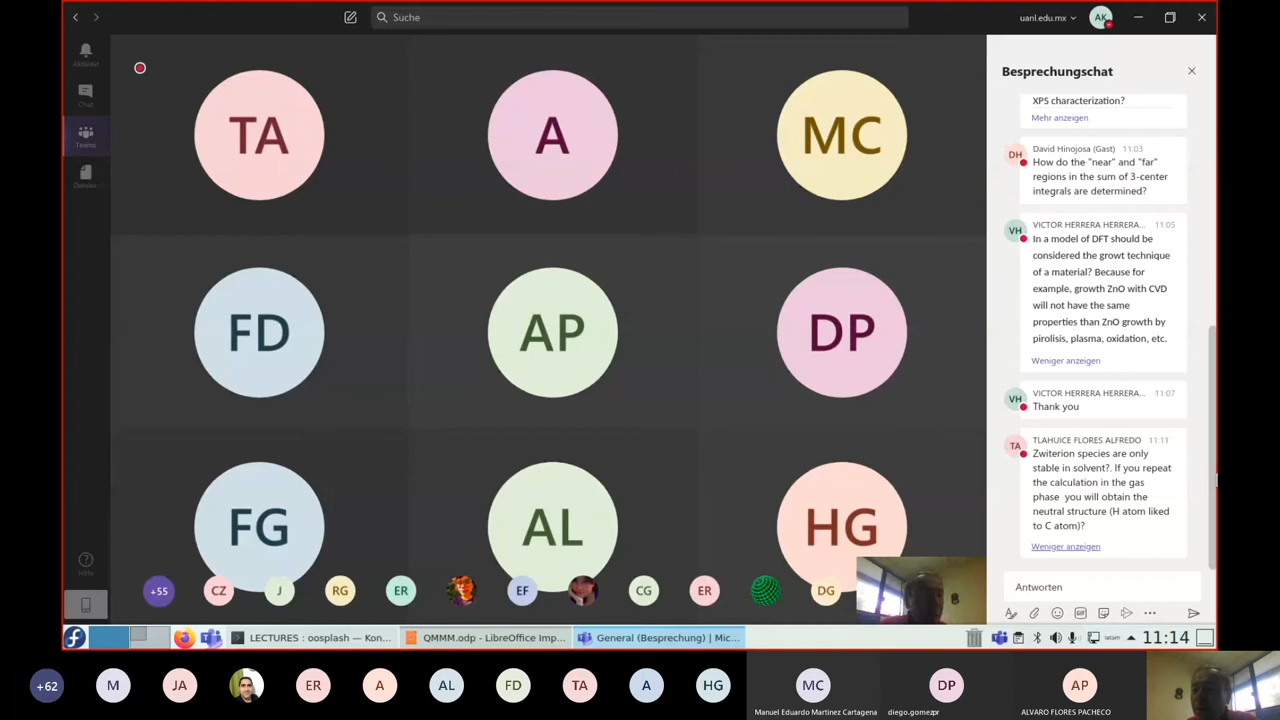 Suche
uanl.edu.mx
AK
Aktivität
Chat
Teams
Dateien
Hilfe
TA
A
MC
FD
AP
DP
FG
AL
HG
+55
CZ
J
RG
ER
EF
CG
ER
DG
Besprechungschat
XPS characterization?
Mehr anzeigen
DH
David Hinojosa (Gast) 11:03
How do the "near" and "far"
regions in the sum of 3-center
integrals are determined?
VH
VICTOR HERRERA HERRERA... 11:05
In a model of DFT should be
considered the growt technique
of a material? Because for
example, growth ZnO with CVD
will not have the same
properties than ZnO growth by
pirolisis, plasma, oxidation, etc.
Weniger anzeigen
VH
VICTOR HERRERA HERRERA... 11:07
Thank you
TA
TLAHUICE FLORES ALFREDO 11:11
Zwiterion species are only
stable in solvent?. If you repeat
the calculation in the gas
phase you will obtain the
neutral structure (H atom liked
to C atom)?
Weniger anzeigen
Antworten
GIF
LECTURES : oosplash — Kon...
QMMM.odp - LibreOffice Imp...
General (Besprechung) | Mic...
latam
11:14
+62
M
JA
ER
A
AL
FD
TA
A
HG
MC
Manuel Eduardo Martinez Cartagena
DP
diego.gomezpr
AP
ALVARO FLORES PACHECO